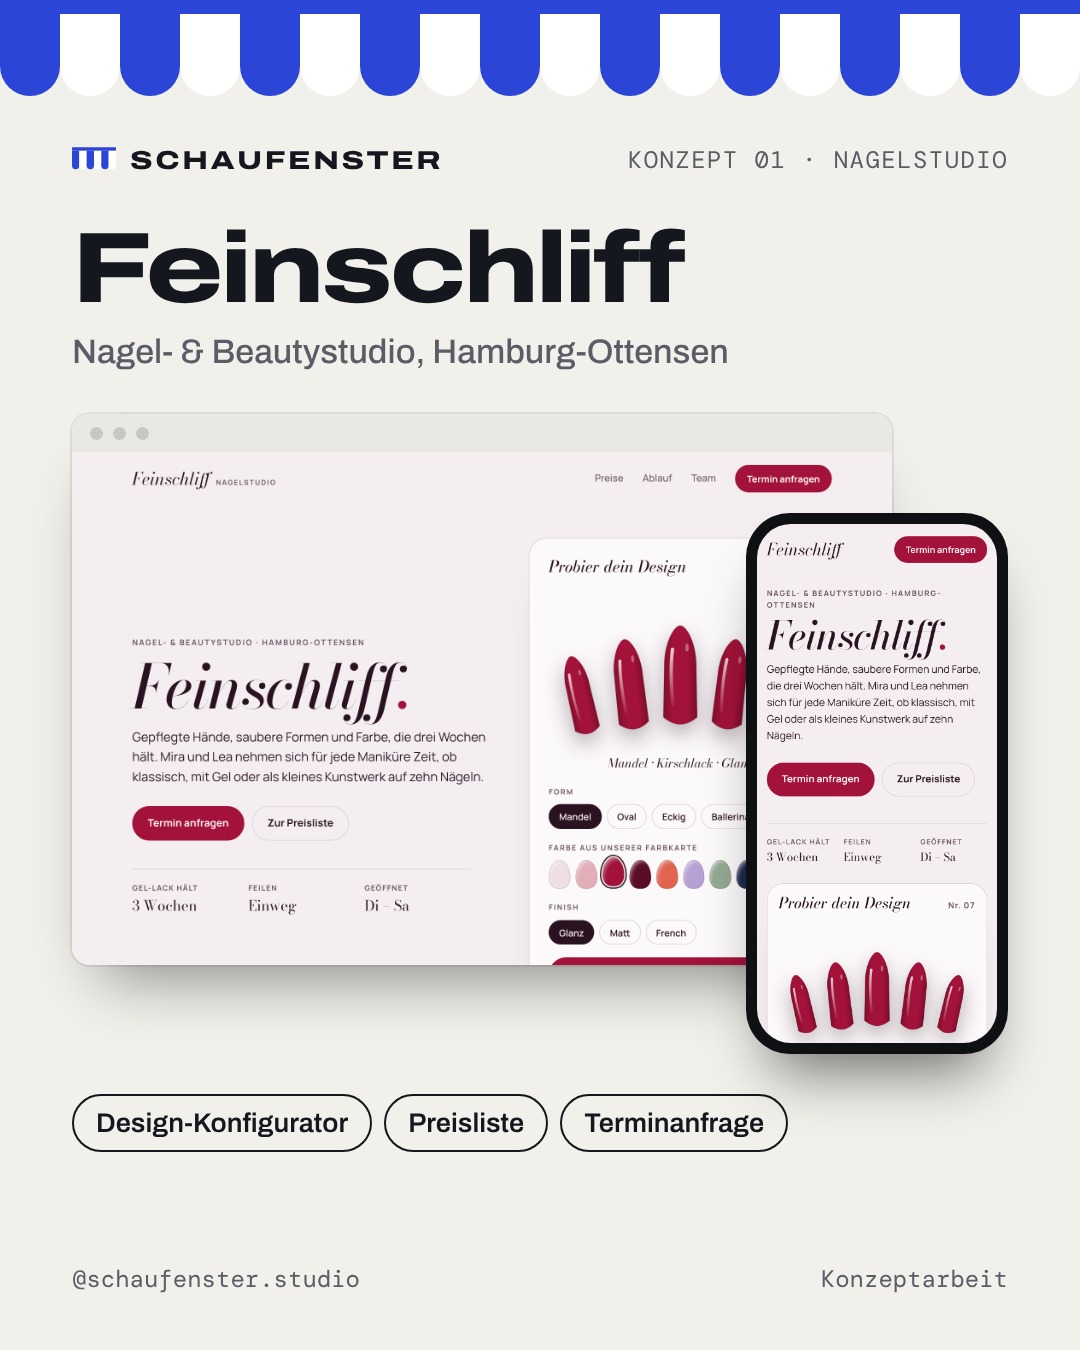 SCHAUFENSTER
KONZEPT 01 · NAGELSTUDIO
Feinschliff
Nagel- & Beautystudio, Hamburg-Ottensen
Feinschliff NAGELSTUDIO
Preise Ablauf Team Termin anfragen
NAGEL- & BEAUTYSTUDIO · HAMBURG-OTTENSEN
Feinschliff.
Gepflegte Hände, saubere Formen und Farbe, die drei Wochen
hält. Mira und Lea nehmen sich für jede Maniküre Zeit, ob
klassisch, mit Gel oder als kleines Kunstwerk auf zehn Nägeln.
Termin anfragen Zur Preisliste
GEL-LACK HÄLT FEILEN GEÖFFNET
3 Wochen Einweg Di – Sa
Probier dein Design
Mandel · Kirschlack · Glan
FORM
Mandel Oval Eckig Ballerina
FARBE AUS UNSERER FARBKARTE
FINISH
Glanz Matt French
Feinschliff Termin anfragen
NAGEL- & BEAUTYSTUDIO · HAMBURG-
OTTENSEN
Feinschliff.
Gepflegte Hände, saubere Formen und Farbe,
die drei Wochen hält. Mira und Lea nehmen
sich für jede Maniküre Zeit, ob klassisch, mit
Gel oder als kleines Kunstwerk auf zehn
Nägeln.
Termin anfragen Zur Preisliste
GEL-LACK HÄLT FEILEN GEÖFFNET
3 Wochen Einweg Di – Sa
Probier dein Design Nr. 07
Design-Konfigurator Preisliste Terminanfrage
@schaufenster.studio Konzeptarbeit